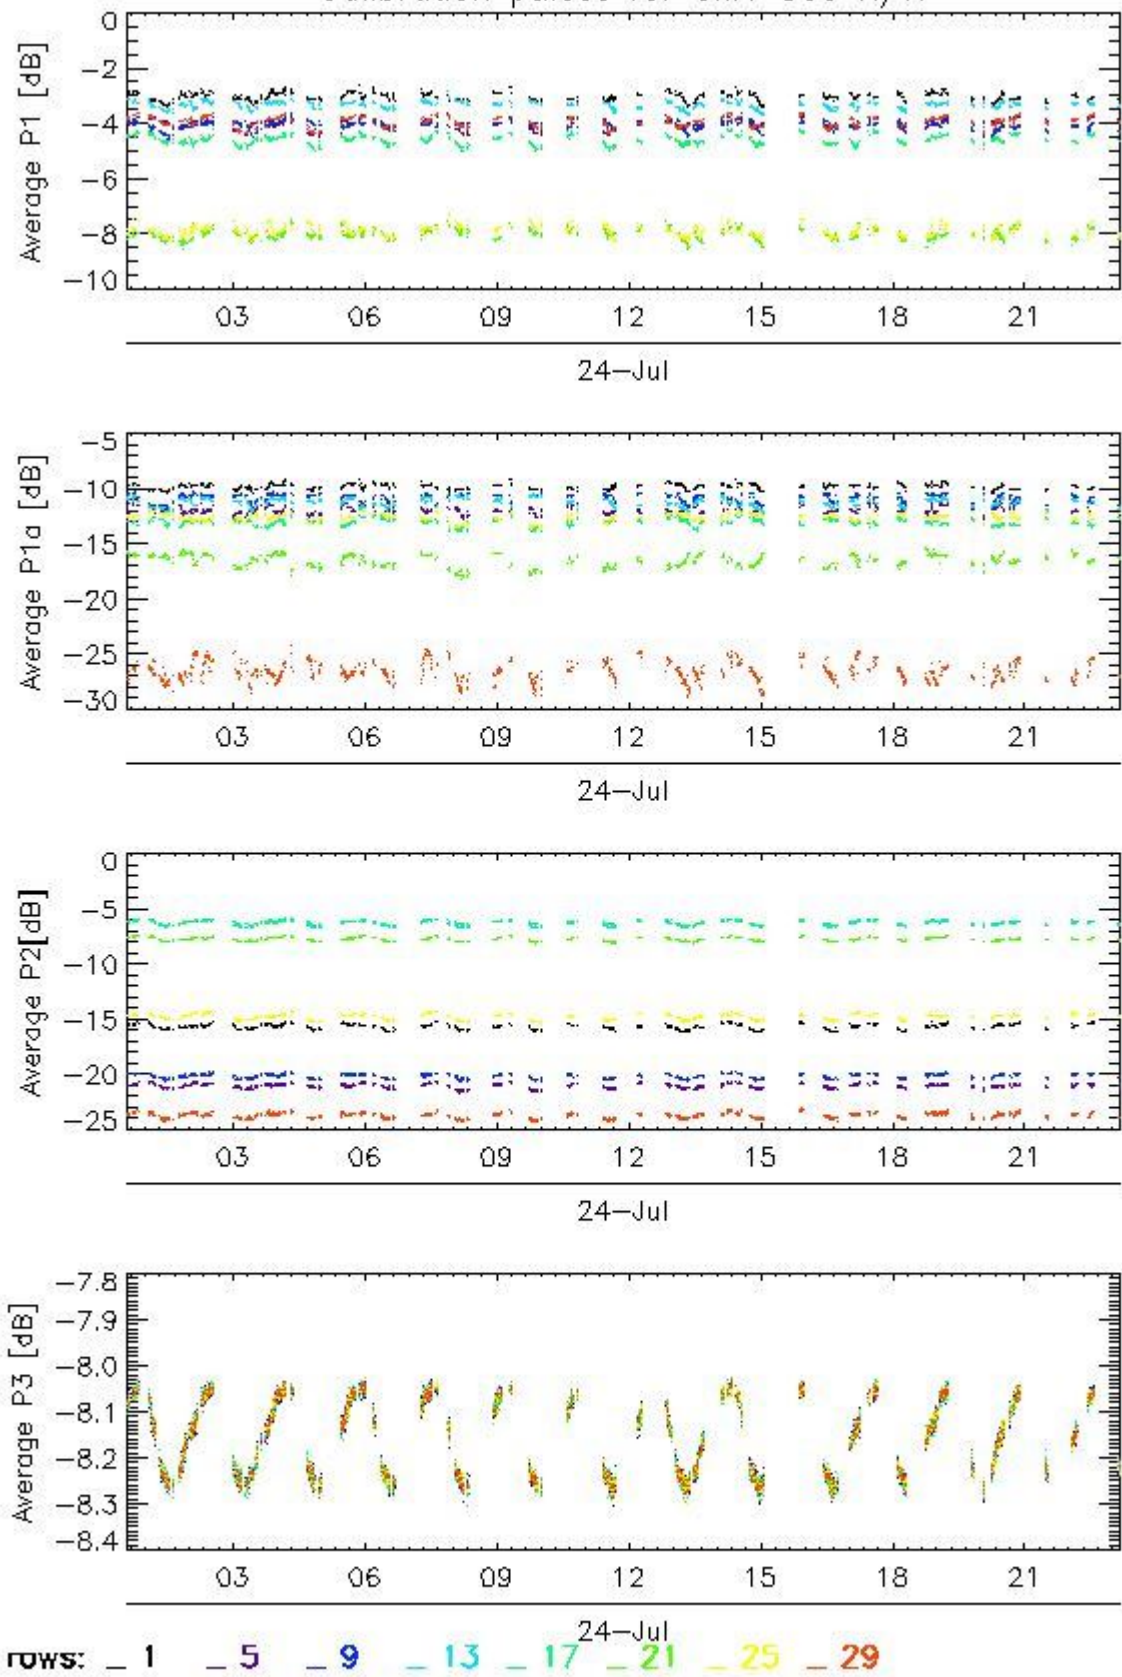 0
-2
-4
-6
-8
-10
Average P1 [dB]
03 06 09 12 15 18 21
24-Jul
-5
-10
-15
-20
-25
-30
Average P1a [dB]
03 06 09 12 15 18 21
24-Jul
0
-5
-10
-15
-20
-25
Average P2[dB]
03 06 09 12 15 18 21
24-Jul
-7.8
-7.9
-8.0
-8.1
-8.2
-8.3
-8.4
Average P3 [dB]
03 06 09 12 15 18 21
24-Jul
rows: _ 1 _ 5 _ 9 _ 13 _ 17 _ 21 _ 25 _ 29